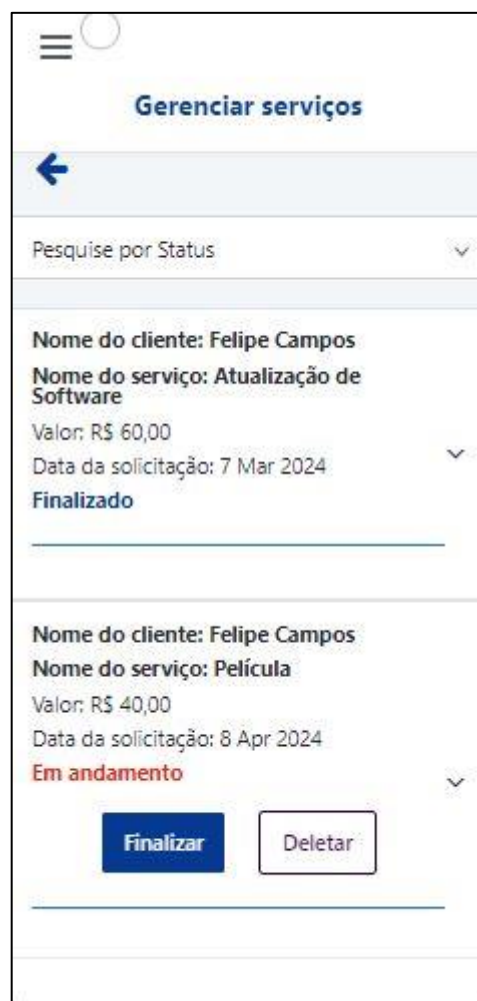 Gerenciar serviços
Pesquise por Status
Nome do cliente: Felipe Campos
Nome do serviço: Atualização de
Software
Valor: R$ 60,00
Data da solicitação: 7 Mar 2024
Finalizado
Nome do cliente: Felipe Campos
Nome do serviço: Película
Valor: R$ 40,00
Data da solicitação: 8 Apr 2024
Em andamento
Finalizar Deletar